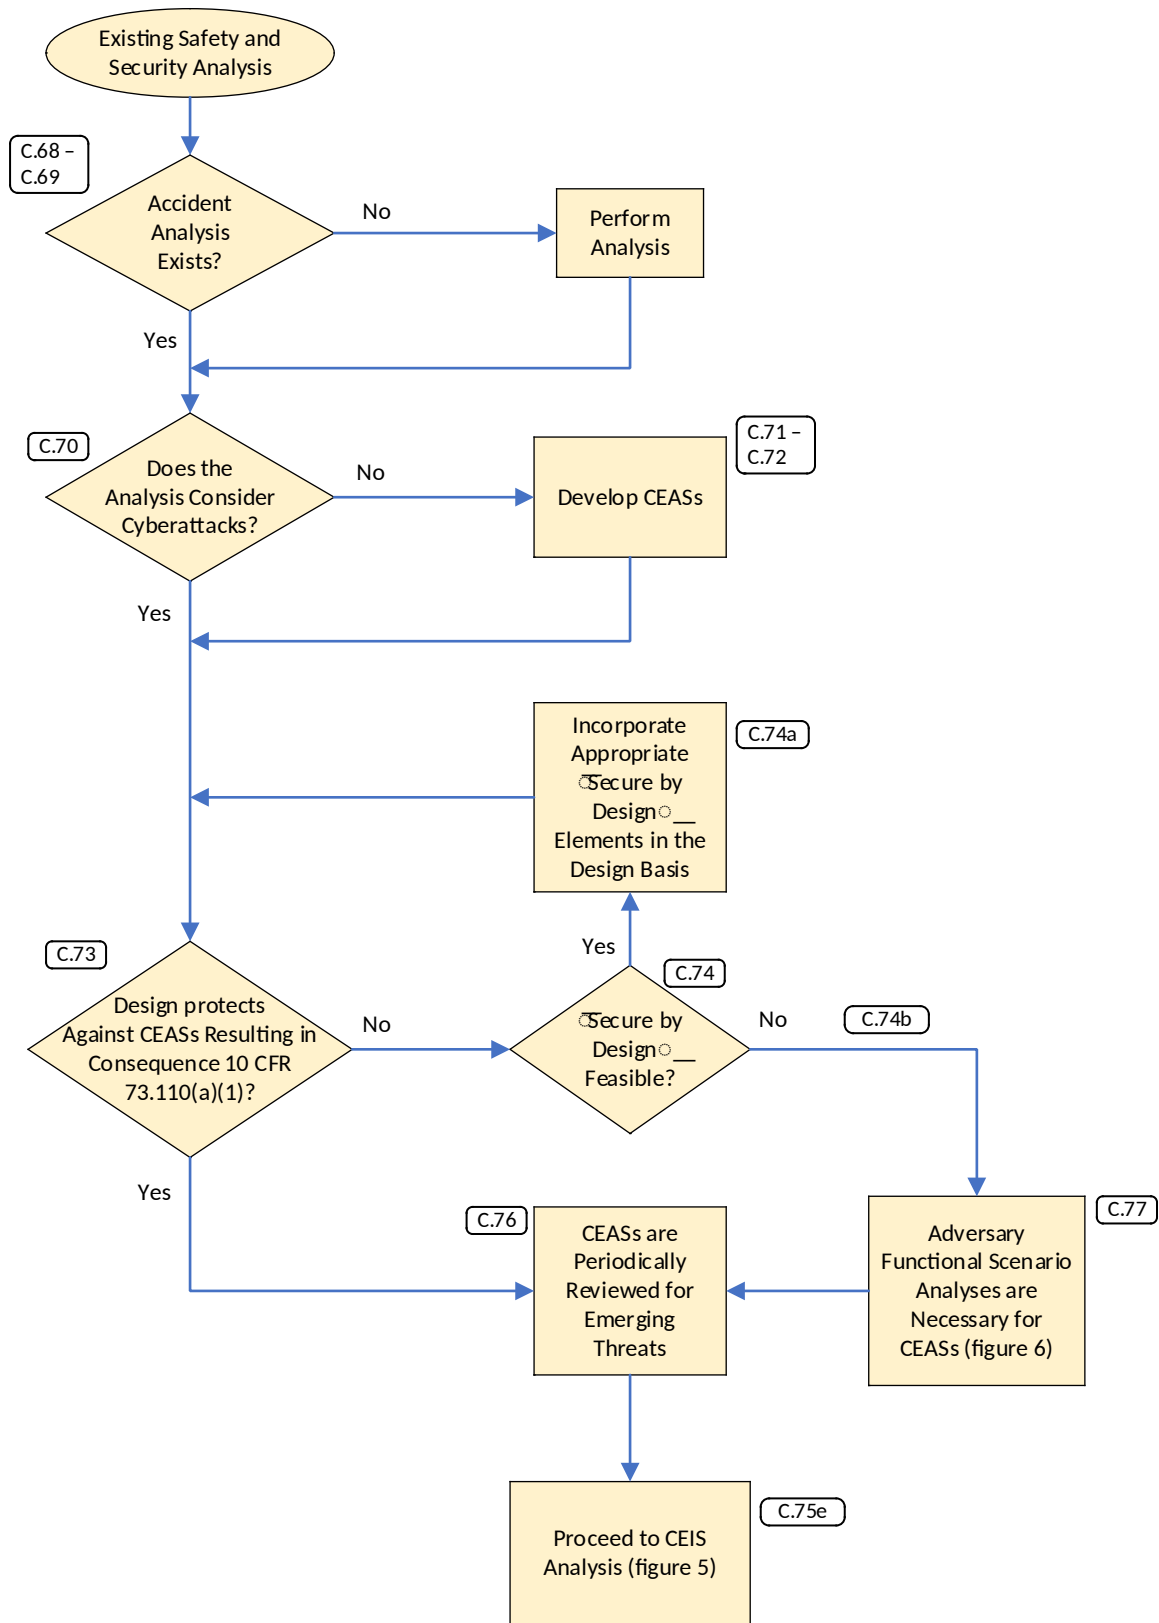 Existing Safety and
Security Analysis
C.68 –
C.69
Accident
Analysis
Exists?
No
Perform
Analysis
Yes
C.70
Does the
Analysis Consider
Cyberattacks?
No
Develop CEASs
C.71 –
C.72
Yes
Incorporate
Appropriate
Secure by
Design
Elements in the
Design Basis
C.74a
Yes
C.73
Design protects
Against CEASs Resulting in
Consequence 10 CFR
73.110(a)(1)?
No
C.74
Secure by
Design
Feasible?
No
C.74b
Yes
C.76
CEASs are
Periodically
Reviewed for
Emerging
Threats
C.77
Adversary
Functional Scenario
Analyses are
Necessary for
CEASs (figure 6)
Proceed to CEIS
Analysis (figure 5)
C.75e